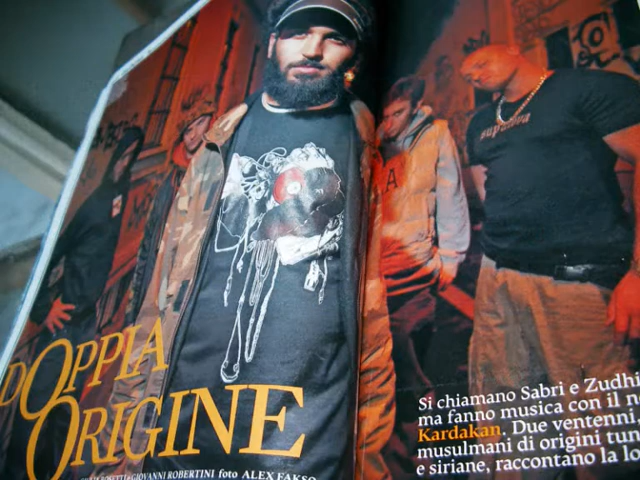 DOPPIA
ORIGINE
GIOVANNI ROBERTINI foto ALEX FAKSO
Si chiamano Sabri e Zudhi
ma fanno musica con il
Kardakan. Due ventenni,
musulmani di origini
e siriane, raccontano la